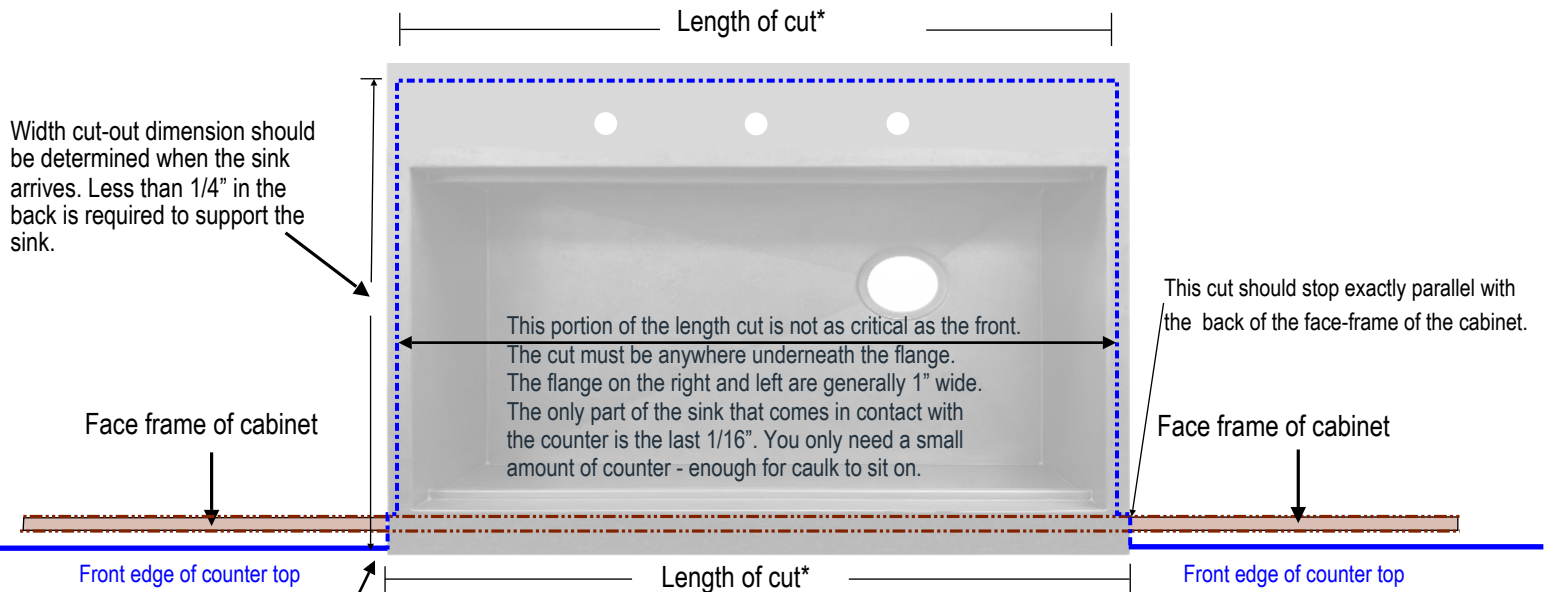 Length of cut*
Width cut-out dimension should
be determined when the sink
arrives. Less than 1/4” in the
back is required to support the
sink.
This cut should stop exactly parallel with
the back of the face-frame of the cabinet.
This portion of the length cut is not as critical as the front.
The cut must be anywhere underneath the flange.
The flange on the right and left are generally 1” wide.
The only part of the sink that comes in contact with
the counter is the last 1/16”. You only need a small
amount of counter - enough for caulk to sit on.
Face frame of cabinet
Face frame of cabinet
Front edge of counter top
Length of cut*
Front edge of counter top